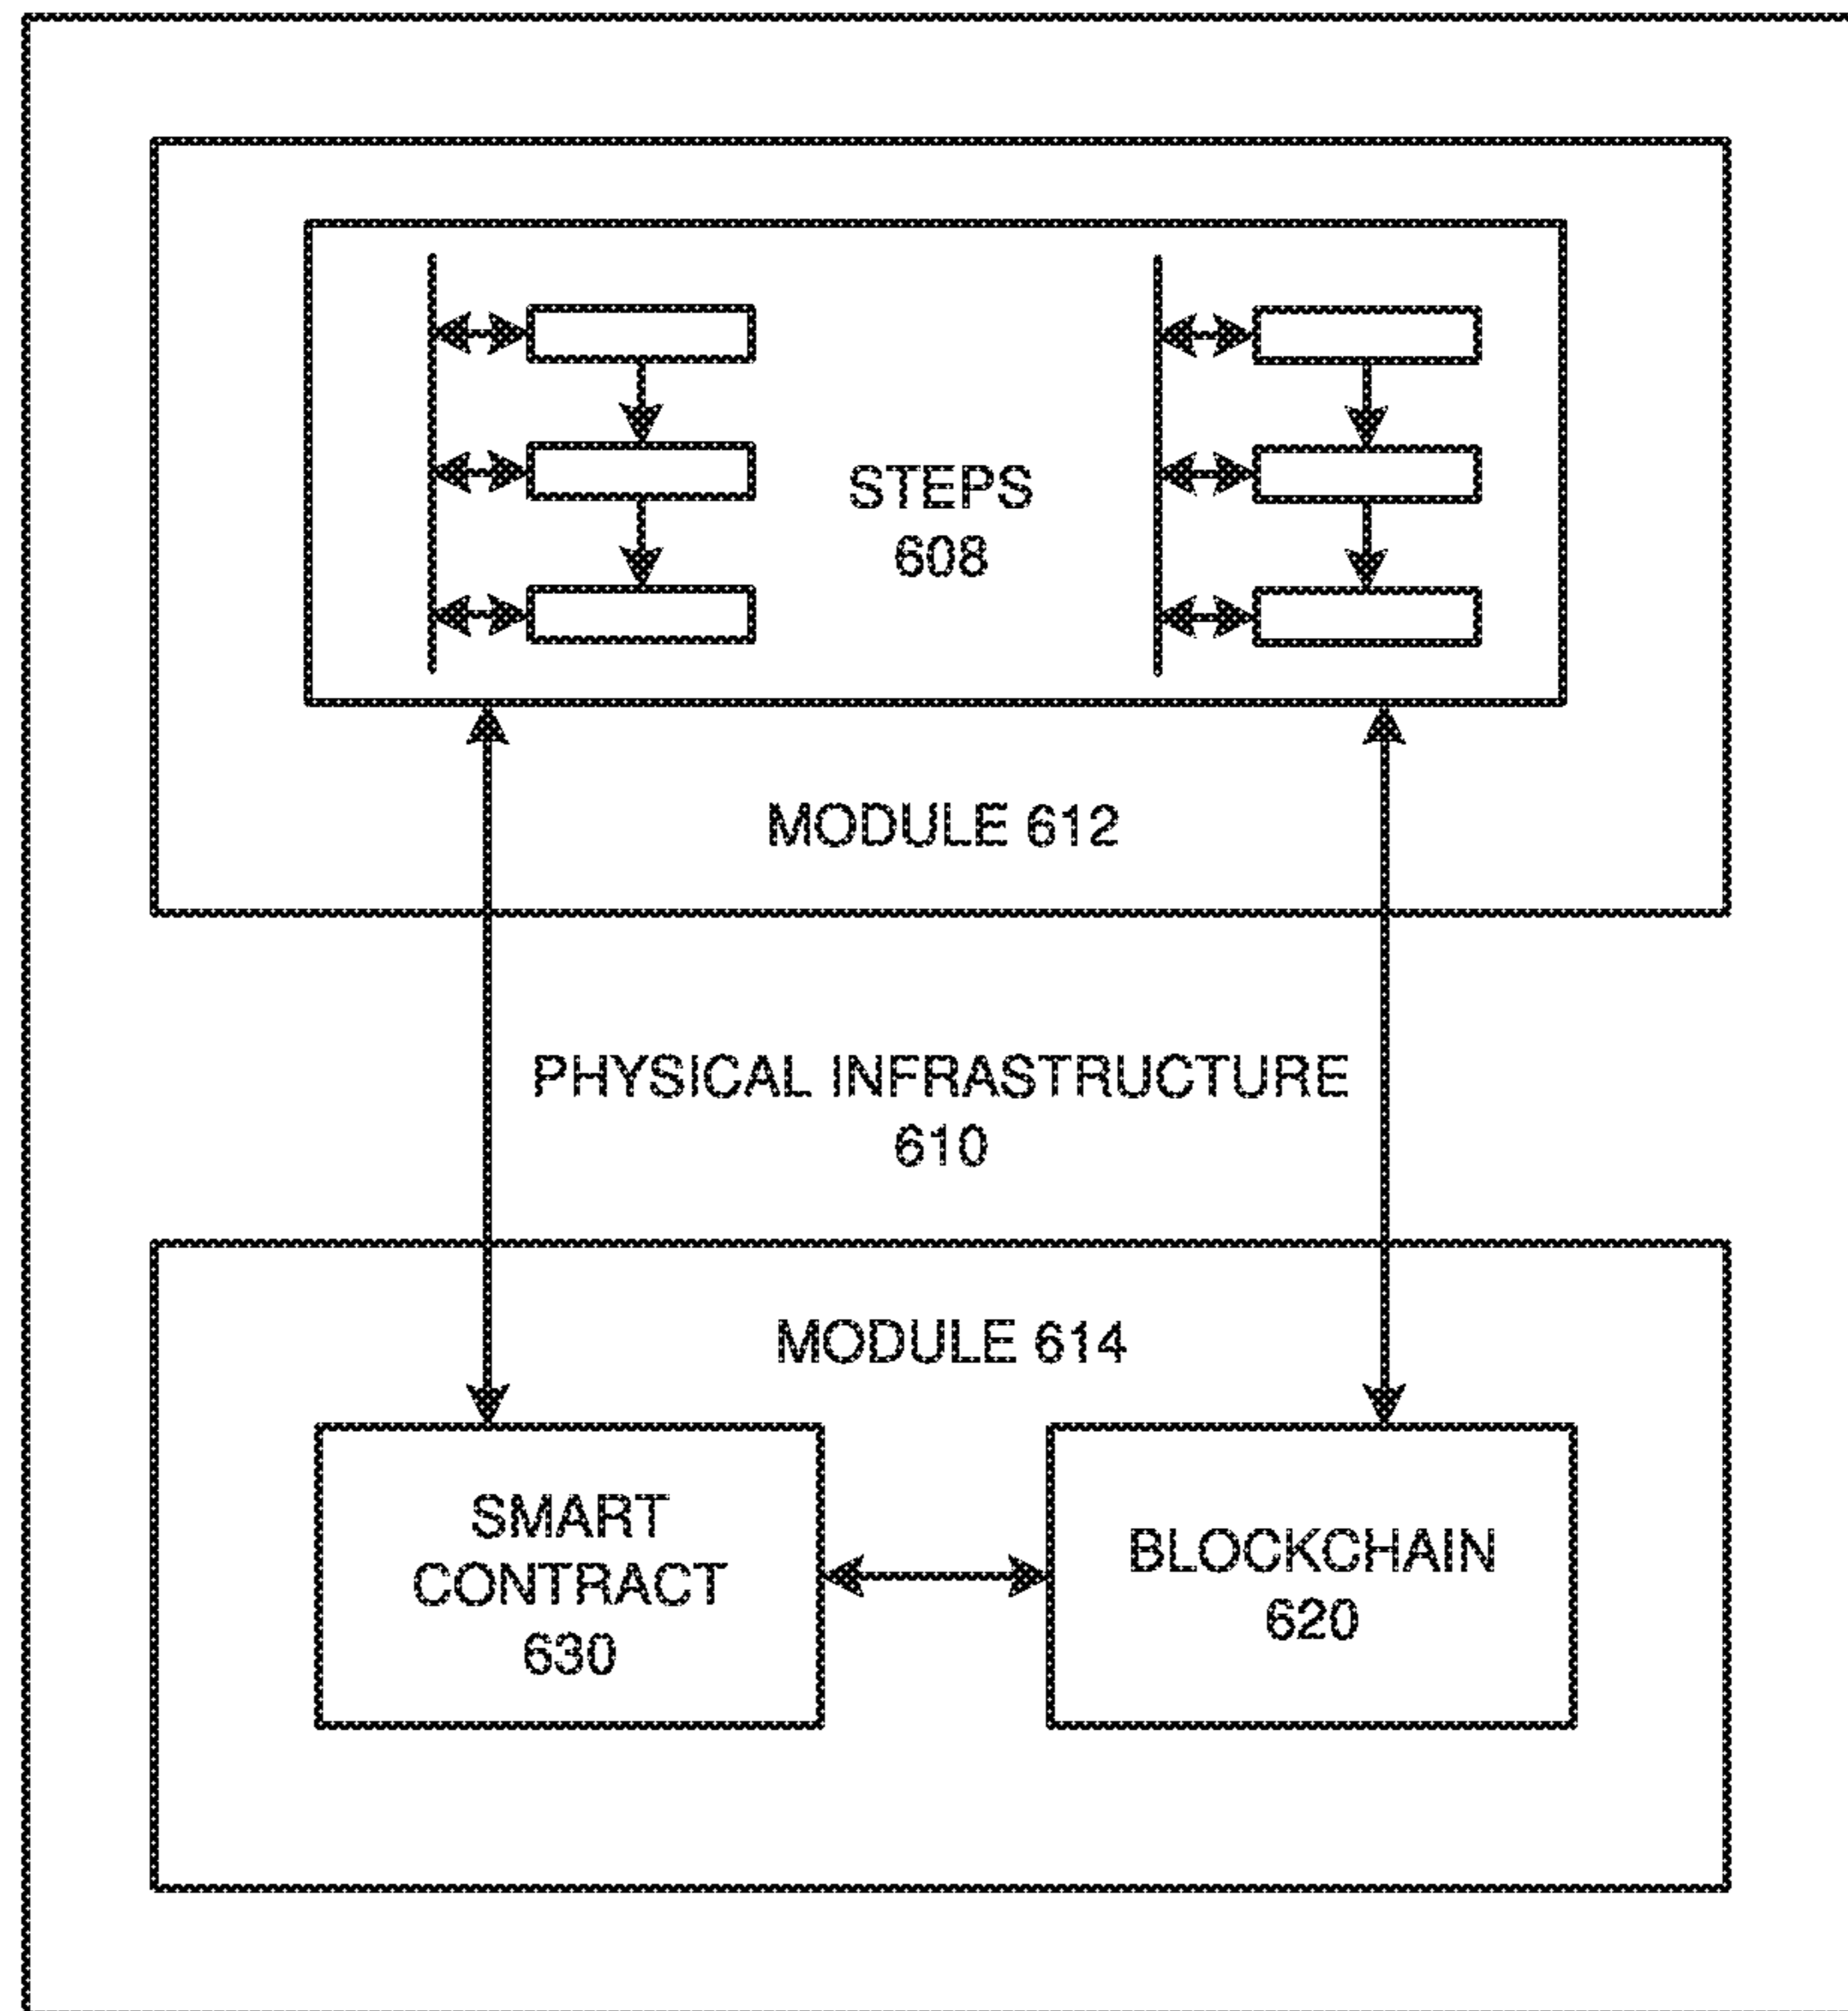 STEPS
608
MODULE 612
PHYSICAL INFRASTRUCTURE
610
MODULE 614
SMART
CONTRACT
630
BLOCKCHAIN
620